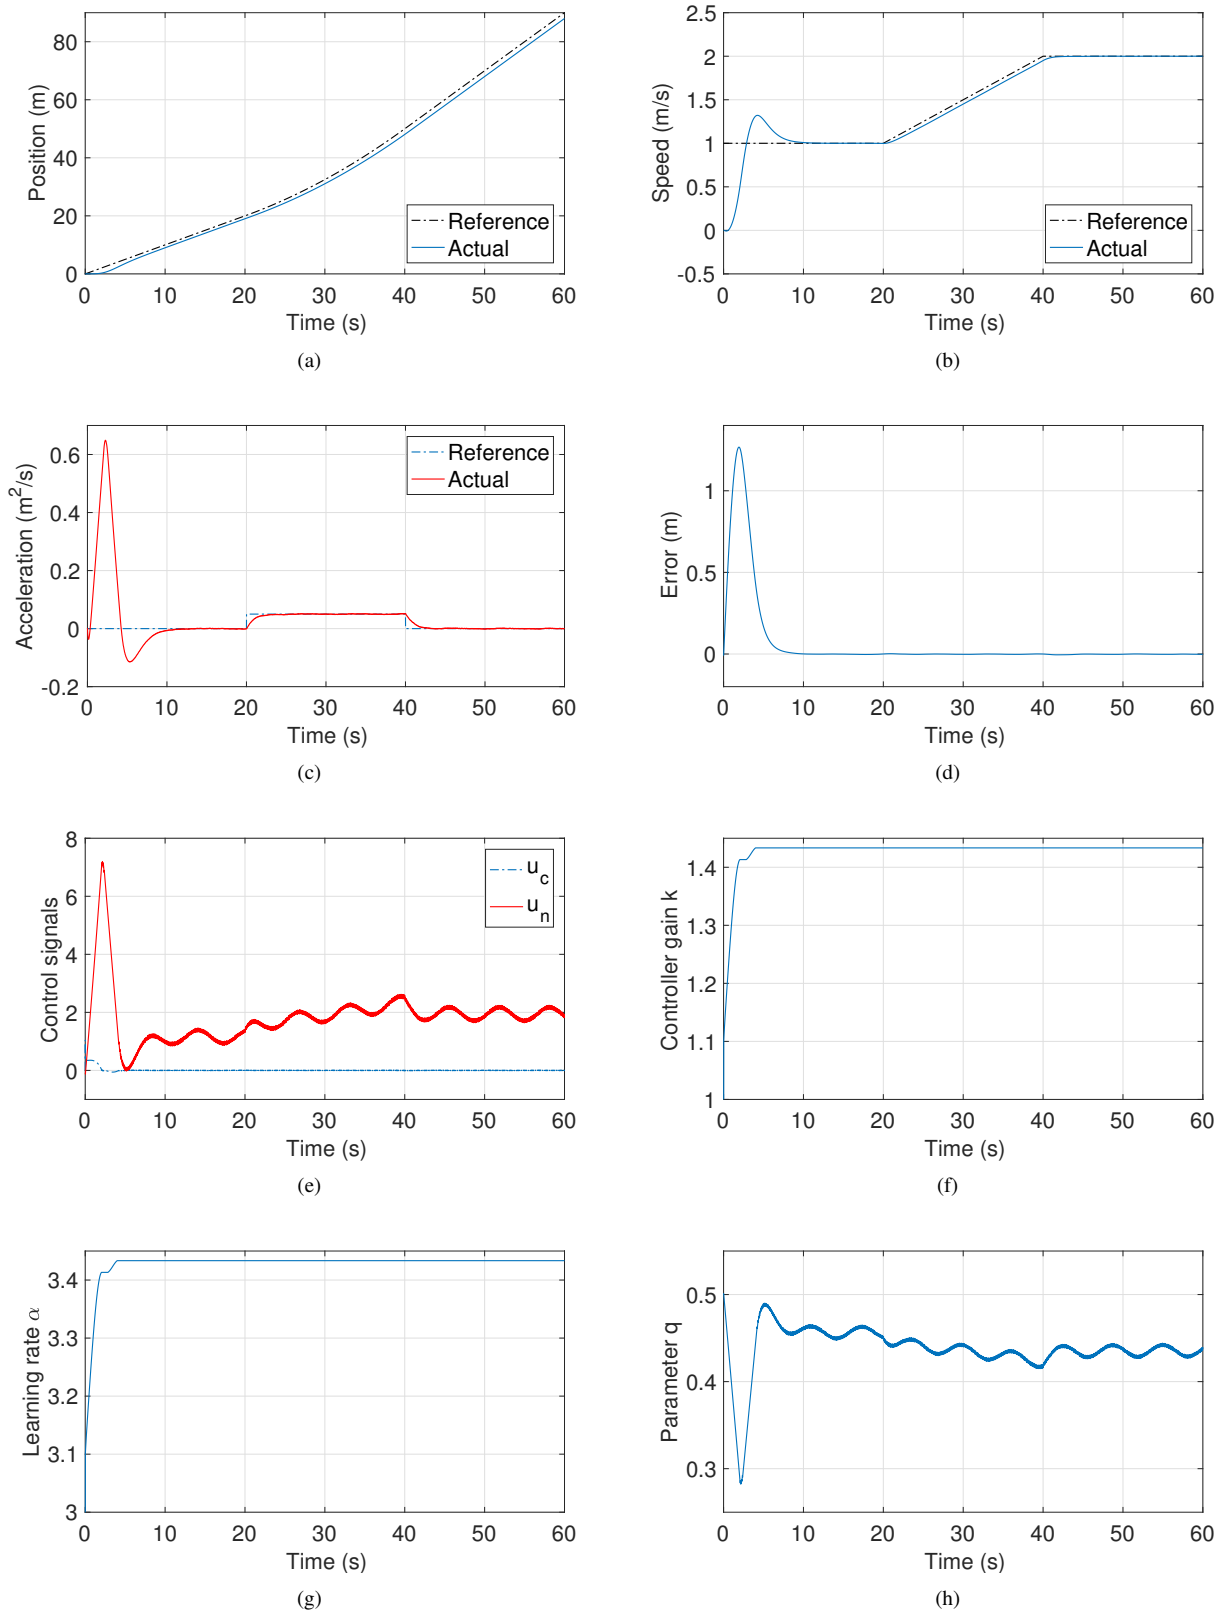 80
60
40
20
0
Position (m)
Reference
Actual
0 10 20 30 40 50 60
Time (s)
(a)
2.5
2
1.5
1
0.5
0
-0.5
Speed (m/s)
Reference
Actual
0 10 20 30 40 50 60
Time (s)
(b)
0.6
0.4
0.2
0
-0.2
Acceleration (m²/s)
Reference
Actual
0 10 20 30 40 50 60
Time (s)
(c)
1
0.5
0
Error (m)
0 10 20 30 40 50 60
Time (s)
(d)
8
6
4
2
0
Control signals
u_c
u_n
0 10 20 30 40 50 60
Time (s)
(e)
1.4
1.3
1.2
1.1
1
Controller gain k
0 10 20 30 40 50 60
Time (s)
(f)
3.4
3.3
3.2
3.1
3
Learning rate α
0 10 20 30 40 50 60
Time (s)
(g)
0.5
0.4
0.3
Parameter q
0 10 20 30 40 50 60
Time (s)
(h)